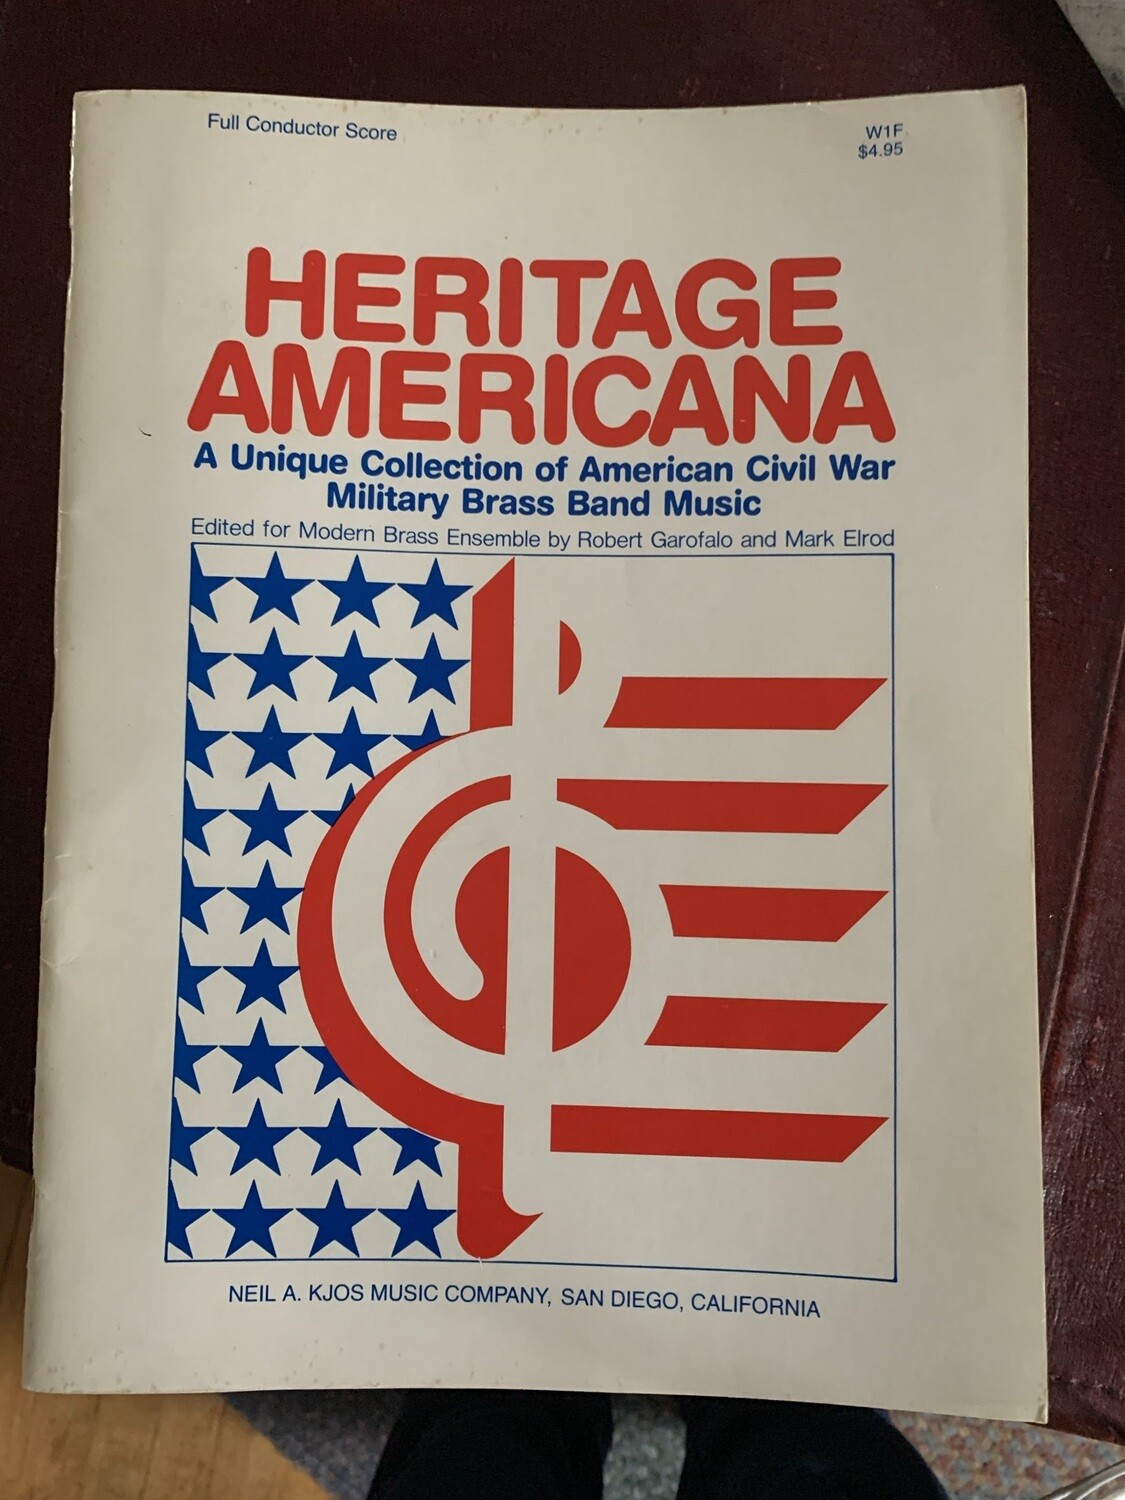 Full Conductor Score
W1F
$4.95
HERITAGE
AMERICANA
A Unique Collection of American Civil War
Military Brass Band Music
Edited for Modern Brass Ensemble by Robert Garofalo and Mark Elrod
NEIL A. KJOS MUSIC COMPANY, SAN DIEGO, CALIFORNIA